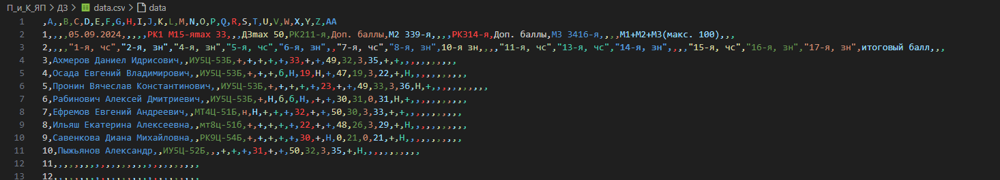 П_и_К_ЯП > ДЗ > data.csv > data
1 ,A,,B,C,D,E,F,G,H,I,J,K,L,M,N,O,P,Q,R,S,T,U,V,W,X,Y,Z,AA
2 1,,,,05.09.2024,,,,,РК1 М15-яmax 33,,,ДЗmax 50,РК211-я,Доп. баллы,М2 339-я,,,,РК314-я,Доп. баллы,М3 3416-я,,,,М1+М2+М3(макс. 100),,,
3 2,,,,"1-я, чс","2-я, зн","4-я, зн","5-я, чс","6-я, зн",,"7-я, чс","8-я, зн",10-я зн,,,,"11-я, чс","13-я, чс","14-я, зн",,,,"15-я, чс","16-я, зн","17-я, зн",итоговый балл,,,
4 3,Ахмеров Даниел Идрисович,,ИУ5Ц-53Б,+,+,+,+,+,33,+,+,49,32,3,35,+,+,,,,,,,,,,,
5 4,Осада Евгений Владимирович,,ИУ5Ц-53Б,+,+,+,б,Н,19,Н,+,47,19,3,22,+,Н,,,,,,,,,,,
6 5,Пронин Вячеслав Константинович,,ИУ5Ц-53Б,+,+,+,+,+,23,+,+,49,33,3,36,Н,+,,,,,,,,,,,
7 6,Рабинович Алексей Дмитриевич,,ИУ5Ц-53Б,+,Н,б,б,Н,,+,+,30,31,0,31,Н,+,,,,,,,,,,,
8 7,Ефремов Евгений Андреевич,,МТ4Ц-51Б,н,Н,+,+,+,32,+,+,50,30,3,33,+,+,,,,,,,,,,,
9 8,Ильяш Екатерина Алексеевна,,мт8ц-51б,+,+,+,+,+,22,+,+,48,26,3,29,+,Н,,,,,,,,,,,
10 9,Савенкова Диана Михайловна,,РК9Ц-54Б,+,+,+,+,+,30,+,Н,0,21,0,21,+,Н,,,,,,,,,,,
11 10,Пыжьянов Александр,,ИУ5Ц-52Б,,,+,+,+,31,+,+,50,32,3,35,+,Н,,,,,,,,,,,
12 11,,,,,,,,,,,,,,,,,,,,,,,,,,,,
13 12,,,,,,,,,,,,,,,,,,,,,,,,,,,,